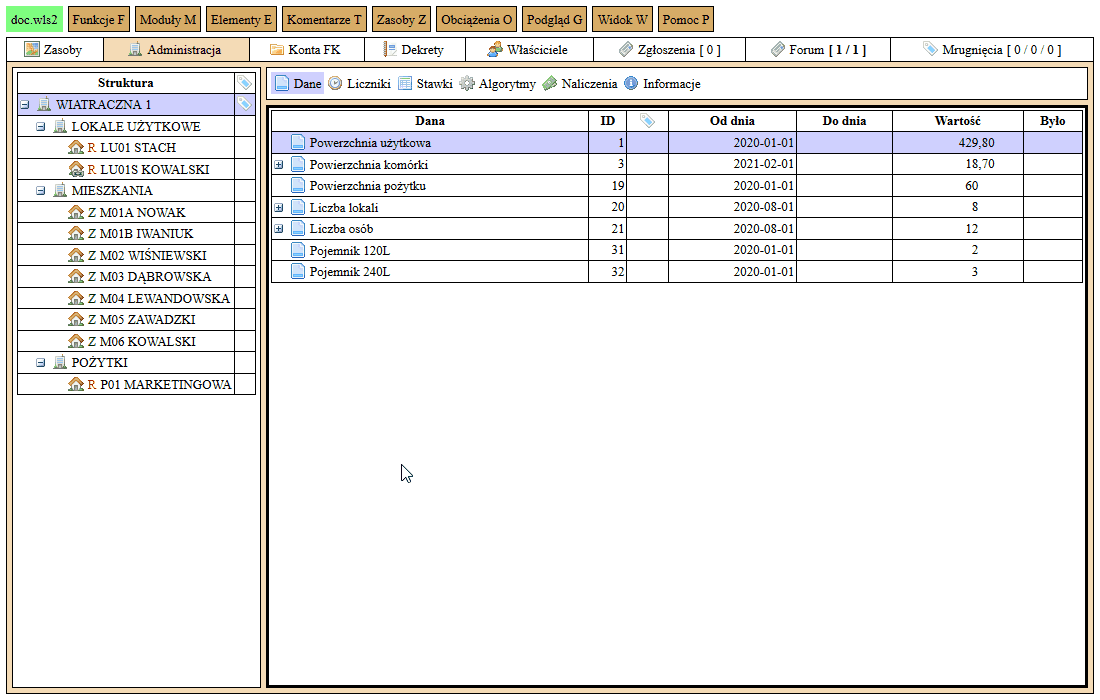 doc.wls2 Funkcje F Moduły M Elementy E Komentarze T Zasoby Z Obciążenia O Podgląd G Widok W Pomoc P
Zasoby Administracja Konta FK Dekrety Właściciele Zgłoszenia [ 0 ] Forum [ 1 / 1 ] Mrugnięcia [ 0 / 0 / 0 ]
Struktura
WIATRACZNA 1
LOKALE UŻYTKOWE
R LU01 STACH
R LU01S KOWALSKI
MIESZKANIA
Z M01A NOWAK
Z M01B IWANIUK
Z M02 WIŚNIEWSKI
Z M03 DĄBROWSKA
Z M04 LEWANDOWSKA
Z M05 ZAWADZKI
Z M06 KOWALSKI
POŻYTKI
R P01 MARKETINGOWA
Dane Liczniki Stawki Algorytmy Naliczenia Informacje
Dana ID Od dnia Do dnia Wartość Było
Powerzchnia użytkowa 1 2020-01-01 429,80
Powierzchnia komórki 3 2021-02-01 18,70
Powierzchnia pożytku 19 2020-01-01 60
Liczba lokali 20 2020-08-01 8
Liczba osób 21 2020-08-01 12
Pojemnik 120L 31 2020-01-01 2
Pojemnik 240L 32 2020-01-01 3